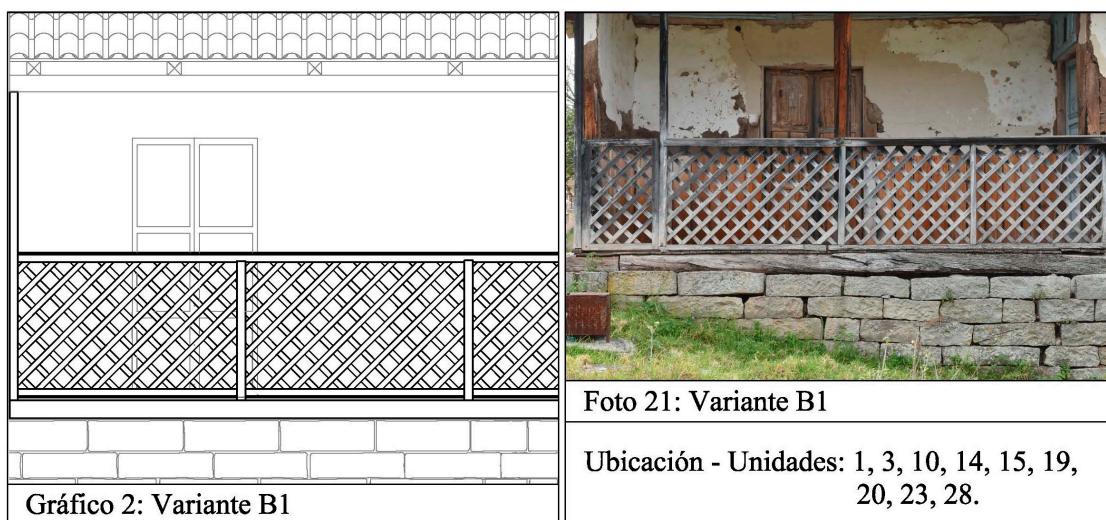 Gráfico 2: Variante B1
Foto 21: Variante B1
Ubicación - Unidades: 1, 3, 10, 14, 15, 19,
20, 23, 28.